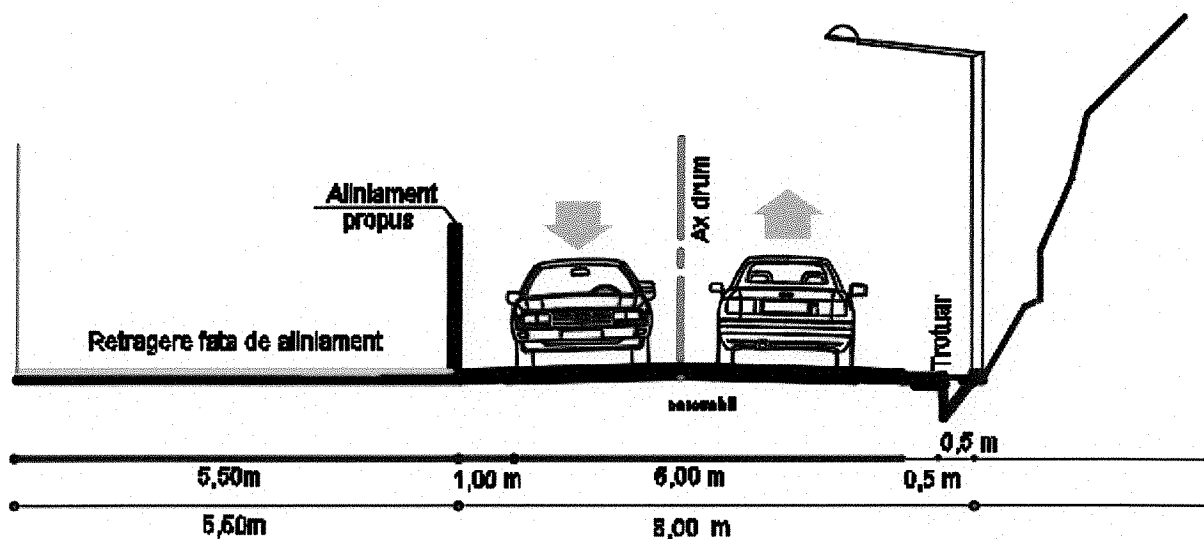 Aliniament
propus
Ax drum
Retragere fata de aliniament
Trotuar
0,5 m
5,50m
1,00 m
6,00 m
0,5 m
5,50m
8,00 m